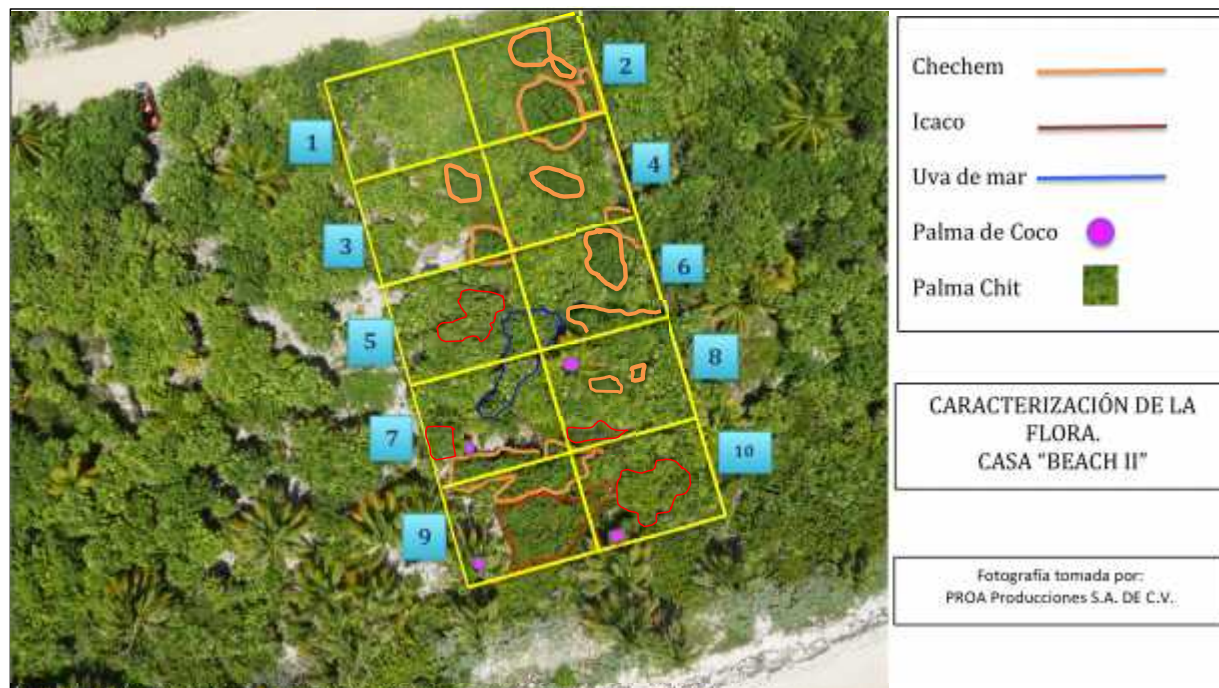 1
2
3
4
5
6
7
8
9
10
Chechem
Icaco
Uva de mar
Palma de Coco
Palma Chit
CARACTERIZACIÓN DE LA
FLORA.
CASA "BEACH II"
Fotografía tomada por:
PROA Producciones S.A. DE C.V.